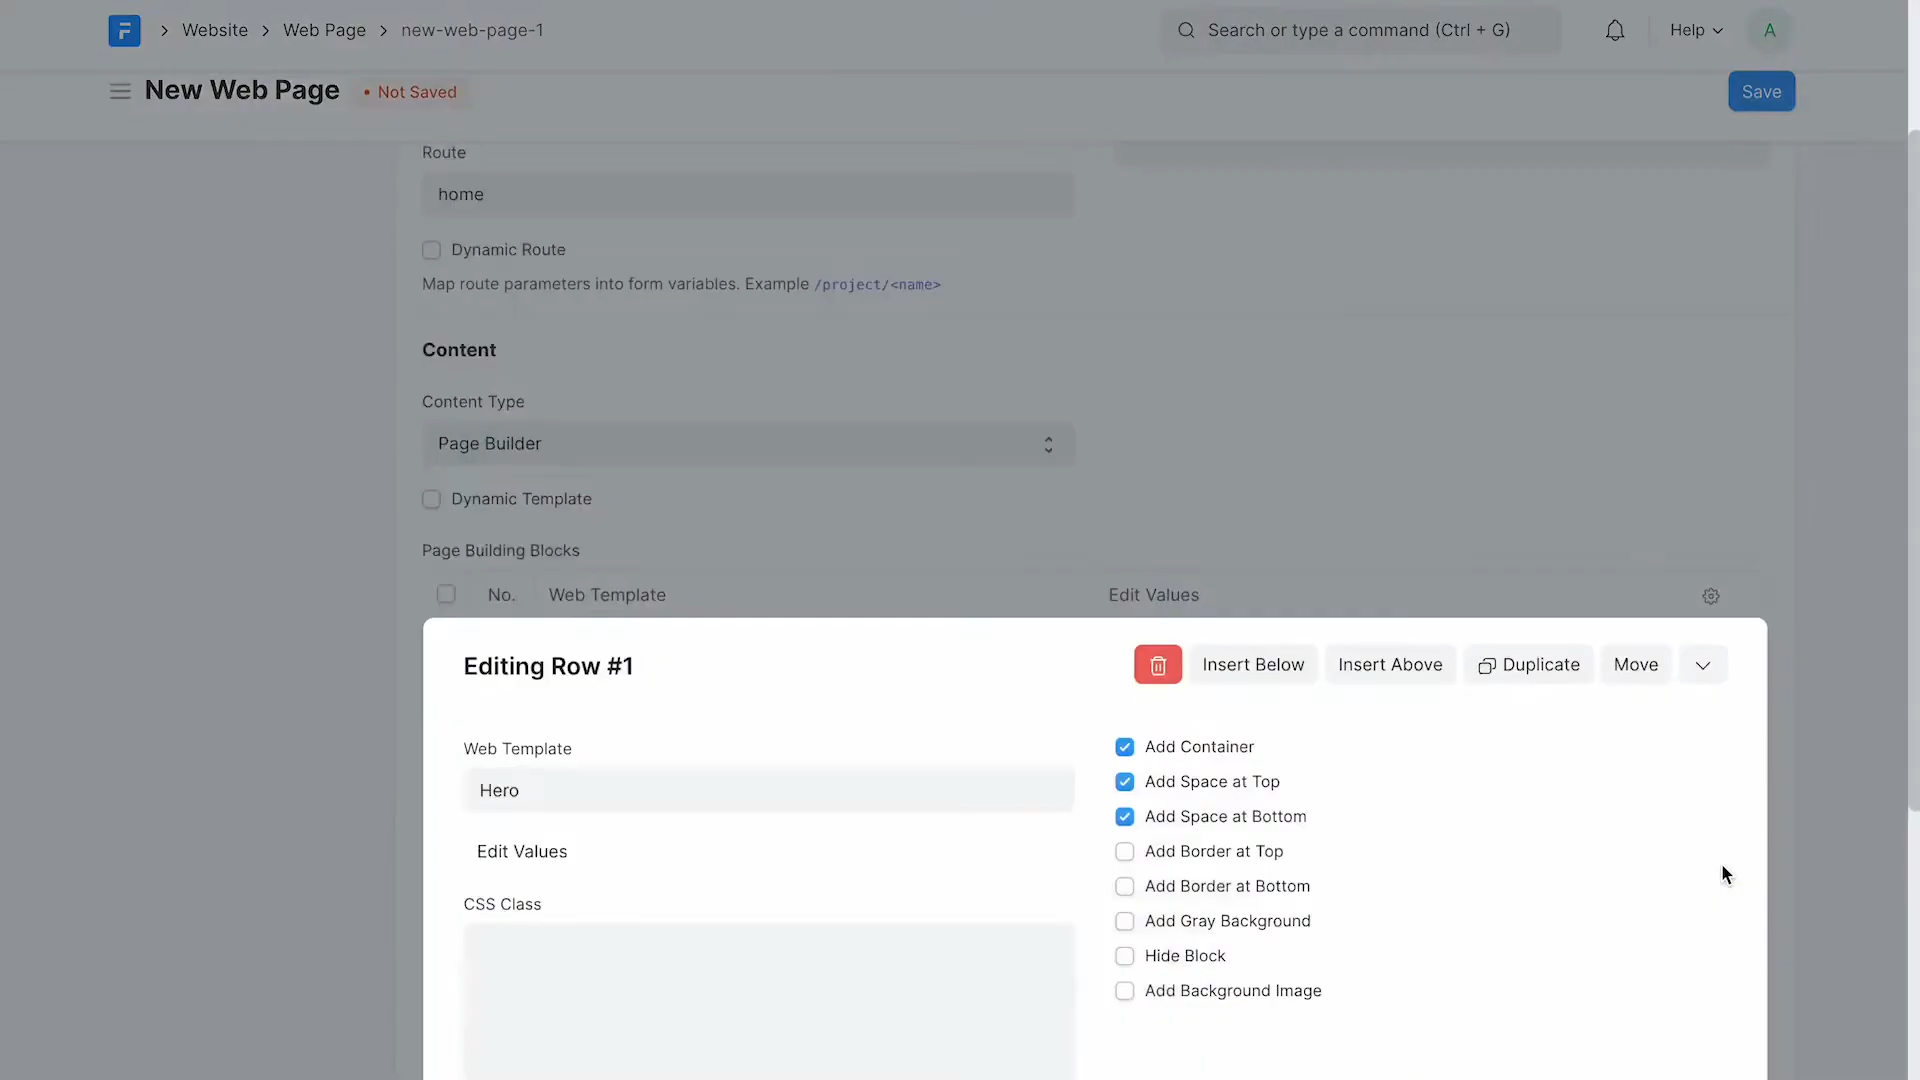 Website
Web Page
new-web-page-1
Search or type a command (Ctrl + G)
Help
A
New Web Page
• Not Saved
Save
Route
home
Dynamic Route
Map route parameters into form variables. Example /project/<name>
Content
Content Type
Page Builder
Dynamic Template
Page Building Blocks
No.
Web Template
Edit Values
Editing Row #1
Insert Below
Insert Above
Duplicate
Move
Web Template
Hero
Edit Values
CSS Class
Add Container
Add Space at Top
Add Space at Bottom
Add Border at Top
Add Border at Bottom
Add Gray Background
Hide Block
Add Background Image